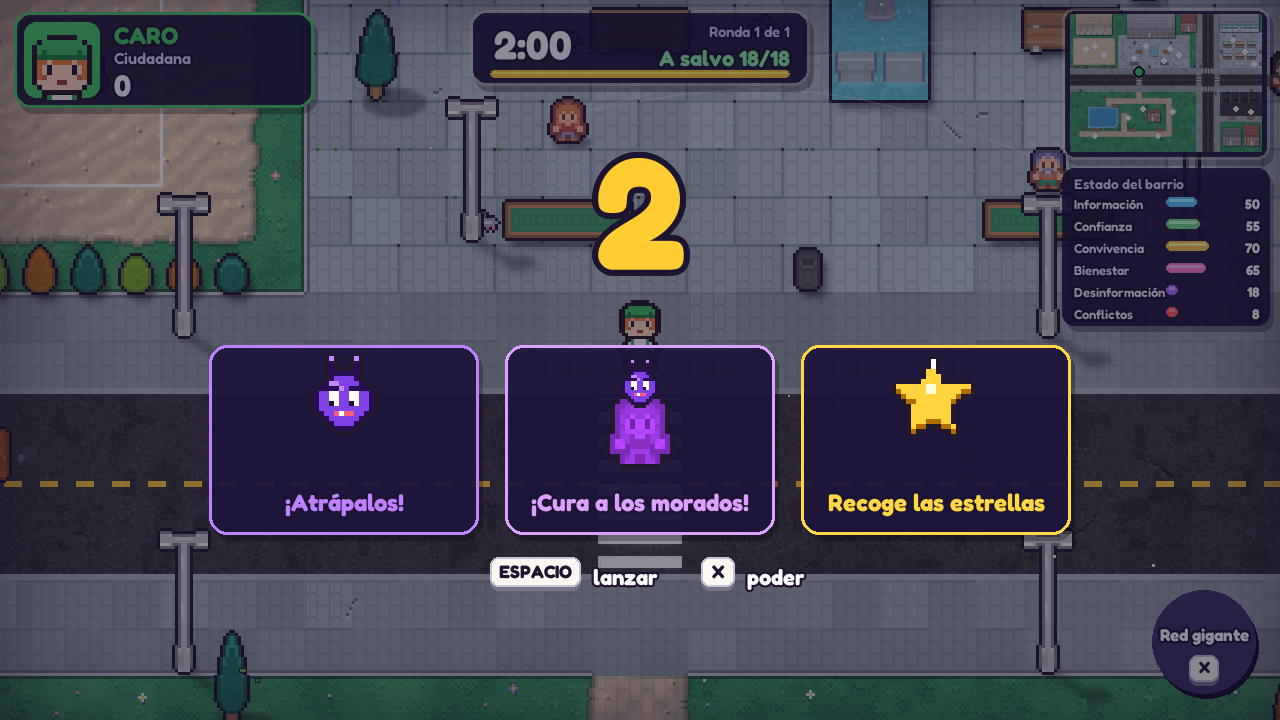 CARO
Ciudadana
0
2:00
Ronda 1 de 1
A salvo 18/18
Estado del barrio
Información 50
Confianza 55
Convivencia 70
Bienestar 65
Desinformación 18
Conflictos 8
2
¡Atrápalos!
¡Cura a los morados!
Recoge las estrellas
ESPACIO lanzar
X poder
Red gigante
X